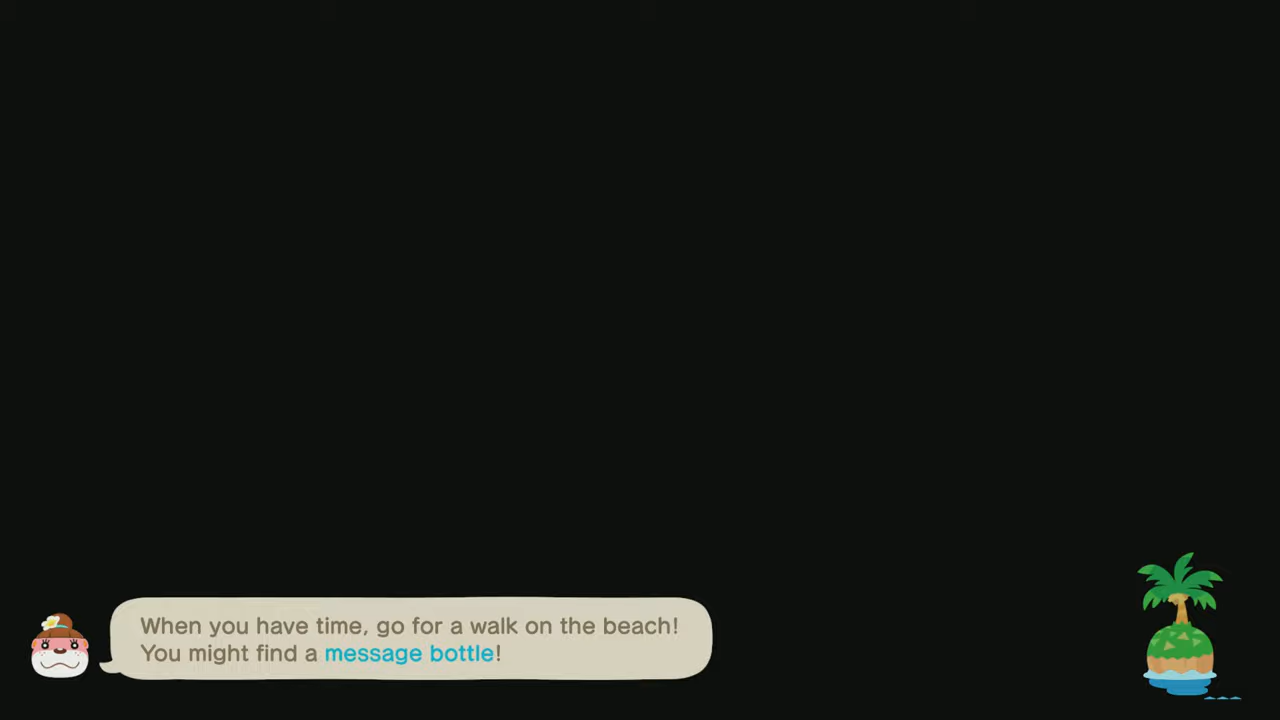 When you have time, go for a walk on the beach!
You might find a message bottle!